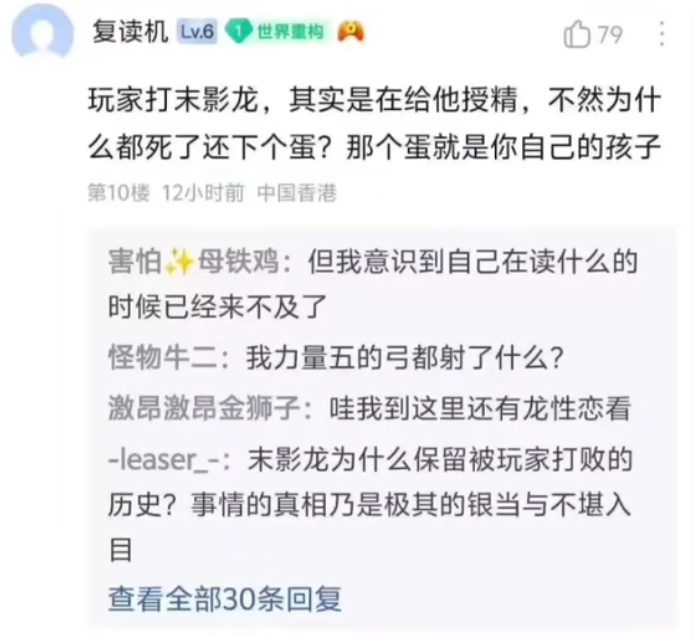 复读机 Lv.6 1 世界重构
79
玩家打末影龙，其实是在给他授精，不然为什
么都死了还下个蛋？那个蛋就是你自己的孩子
第10楼 12小时前 中国香港
害怕✨母铁鸡：但我意识到自己在读什么的
时候已经来不及了
怪物牛二：我力量五的弓都射了什么？
激昂激昂金狮子：哇我到这里还有龙性恋看
-leaser_-：末影龙为什么保留被玩家打败的
历史？事情的真相乃是极其的银当与不堪入
目
查看全部30条回复